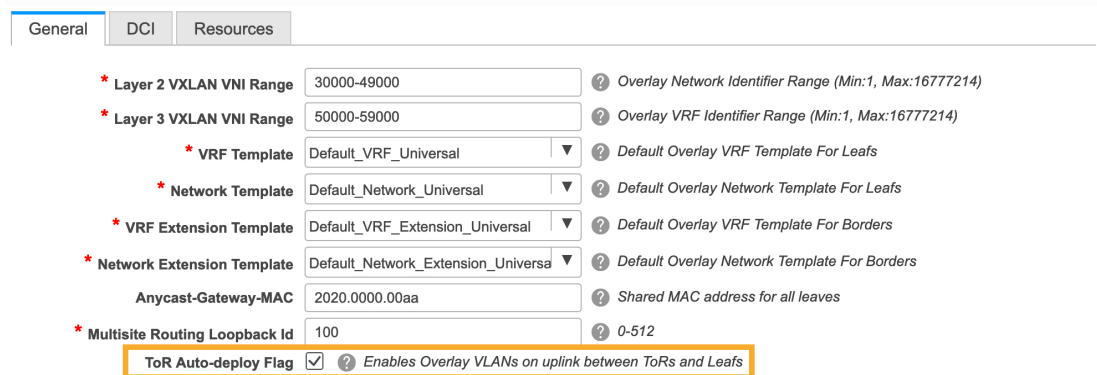 General DCI Resources
* Layer 2 VXLAN VNI Range 30000-49000 ? Overlay Network Identifier Range (Min:1, Max:16777214)
* Layer 3 VXLAN VNI Range 50000-59000 ? Overlay VRF Identifier Range (Min:1, Max:16777214)
* VRF Template Default_VRF_Universal ▼ ? Default Overlay VRF Template For Leafs
* Network Template Default_Network_Universal ▼ ? Default Overlay Network Template For Leafs
* VRF Extension Template Default_VRF_Extension_Universal ▼ ? Default Overlay VRF Template For Borders
* Network Extension Template Default_Network_Extension_Universa ▼ ? Default Overlay Network Template For Borders
Anycast-Gateway-MAC 2020.0000.00aa ? Shared MAC address for all leaves
* Multisite Routing Loopback Id 100 ? 0-512
ToR Auto-deploy Flag ✓ ? Enables Overlay VLANs on uplink between ToRs and Leafs